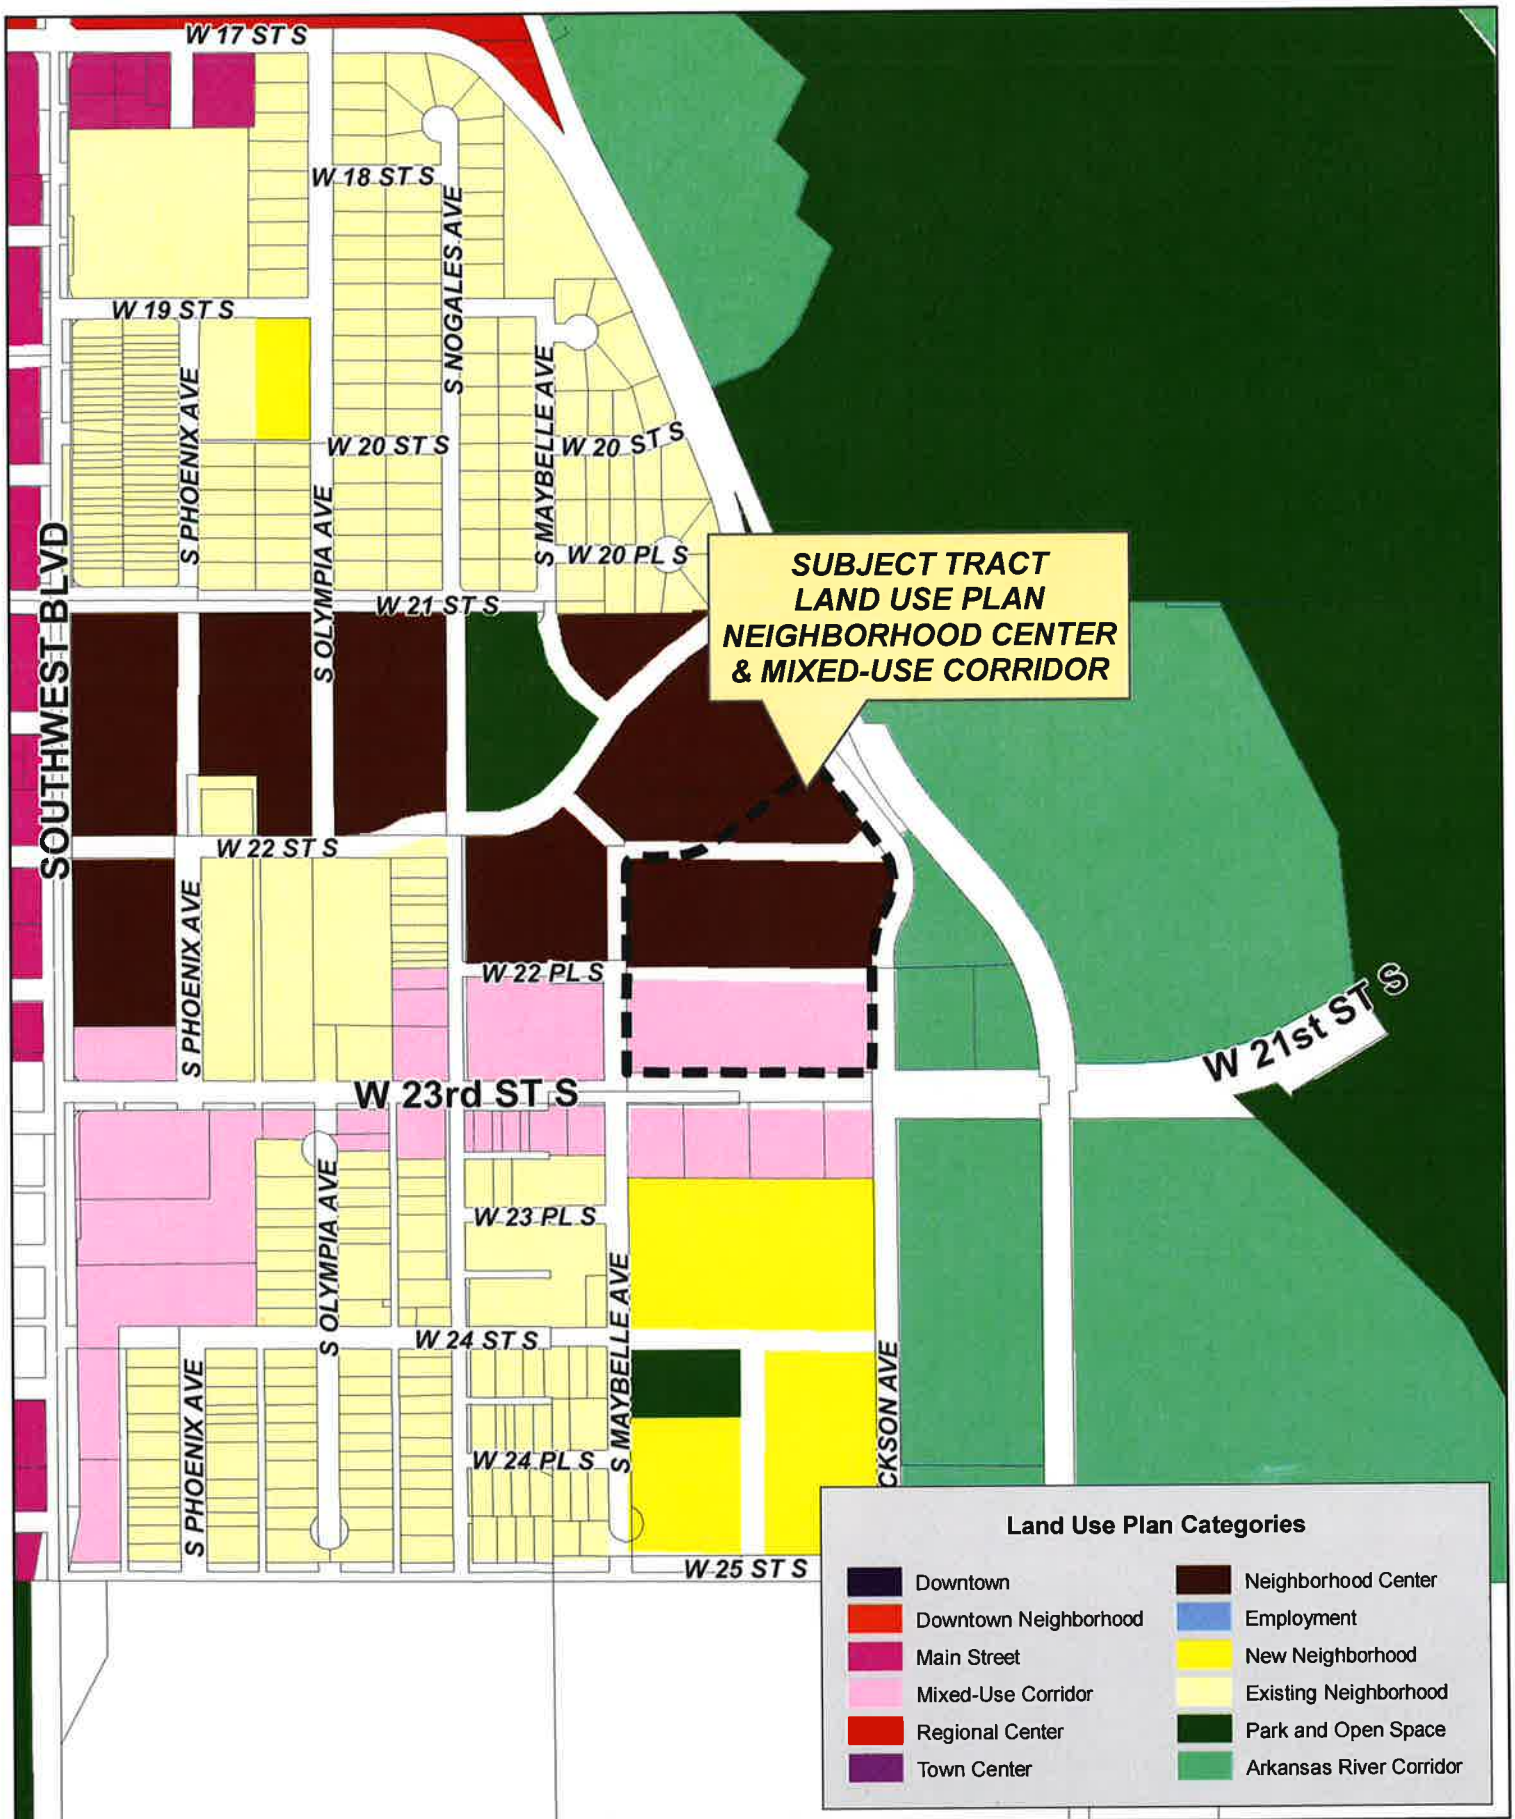 W 17 ST S
W 18 ST S
S NOGALES AVE
W 19 ST S
S PHOENIX AVE
S OLYMPIA AVE
W 20 ST S
S MAYBELLE AVE
W 20 ST S
W 20 PL S
SOUTHWEST BLVD
W 21 ST S
SUBJECT TRACT
LAND USE PLAN
NEIGHBORHOOD CENTER
& MIXED-USE CORRIDOR
W 22 ST S
S PHOENIX AVE
W 22 PL S
W 21st ST S
W 23rd ST S
S OLYMPIA AVE
W 23 PL S
S MAYBELLE AVE
W 24 ST S
S PHOENIX AVE
CKSON AVE
W 24 PL S
W 25 ST S
Land Use Plan Categories
Downtown
Downtown Neighborhood
Main Street
Mixed-Use Corridor
Regional Center
Town Center
Neighborhood Center
Employment
New Neighborhood
Existing Neighborhood
Park and Open Space
Arkansas River Corridor